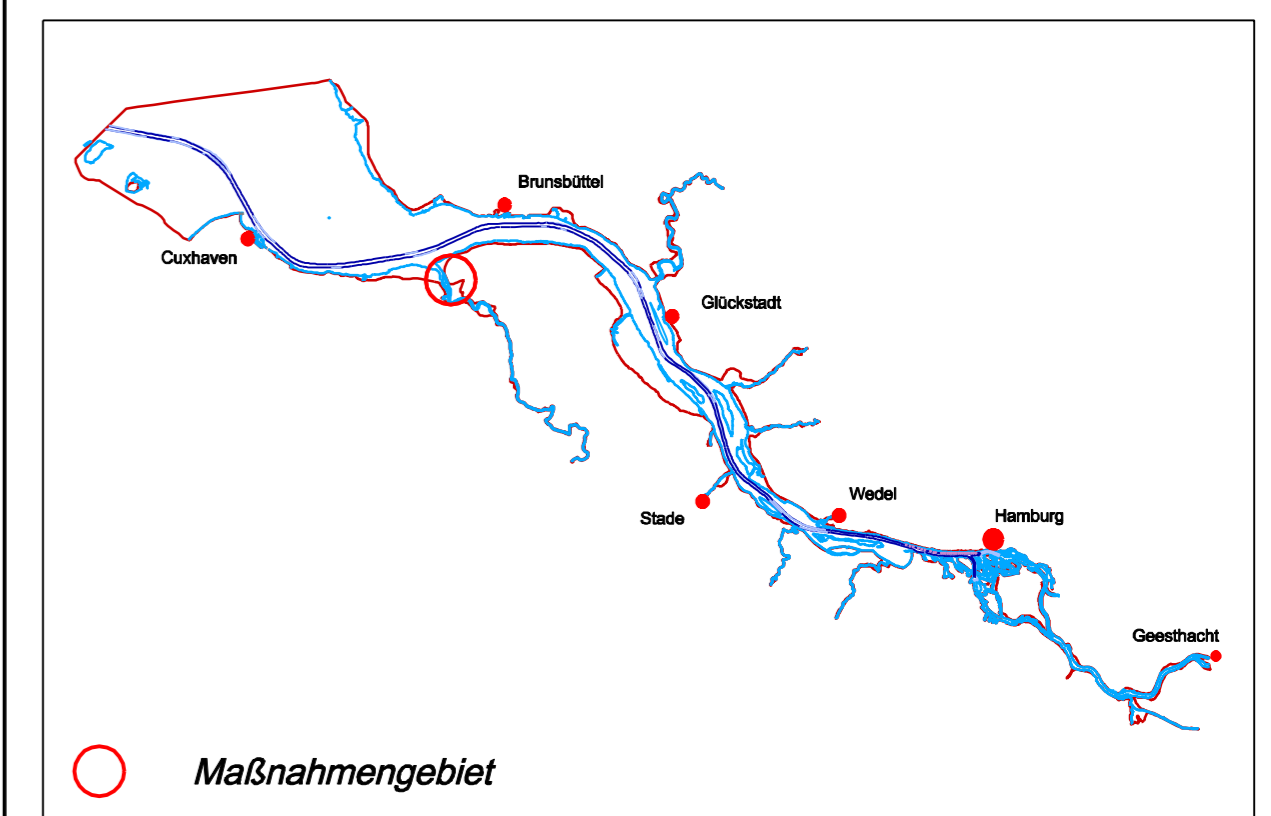 Brunsbüttel
Cuxhaven
Glückstadt
Wedel
Stade
Hamburg
Geesthacht
Maßnahmengebiet